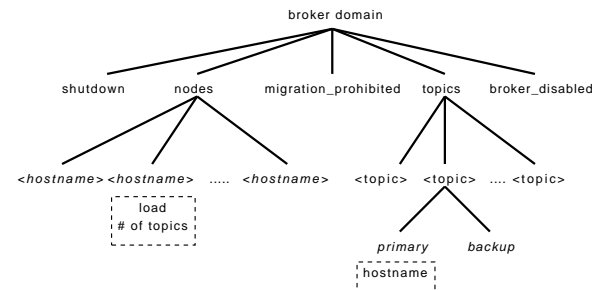 broker domain
shutdown nodes migration_prohibited topics broker_disabled
<hostname> <hostname> ..... <hostname> <topic> <topic> .... <topic>
load
# of topics
primary backup
hostname